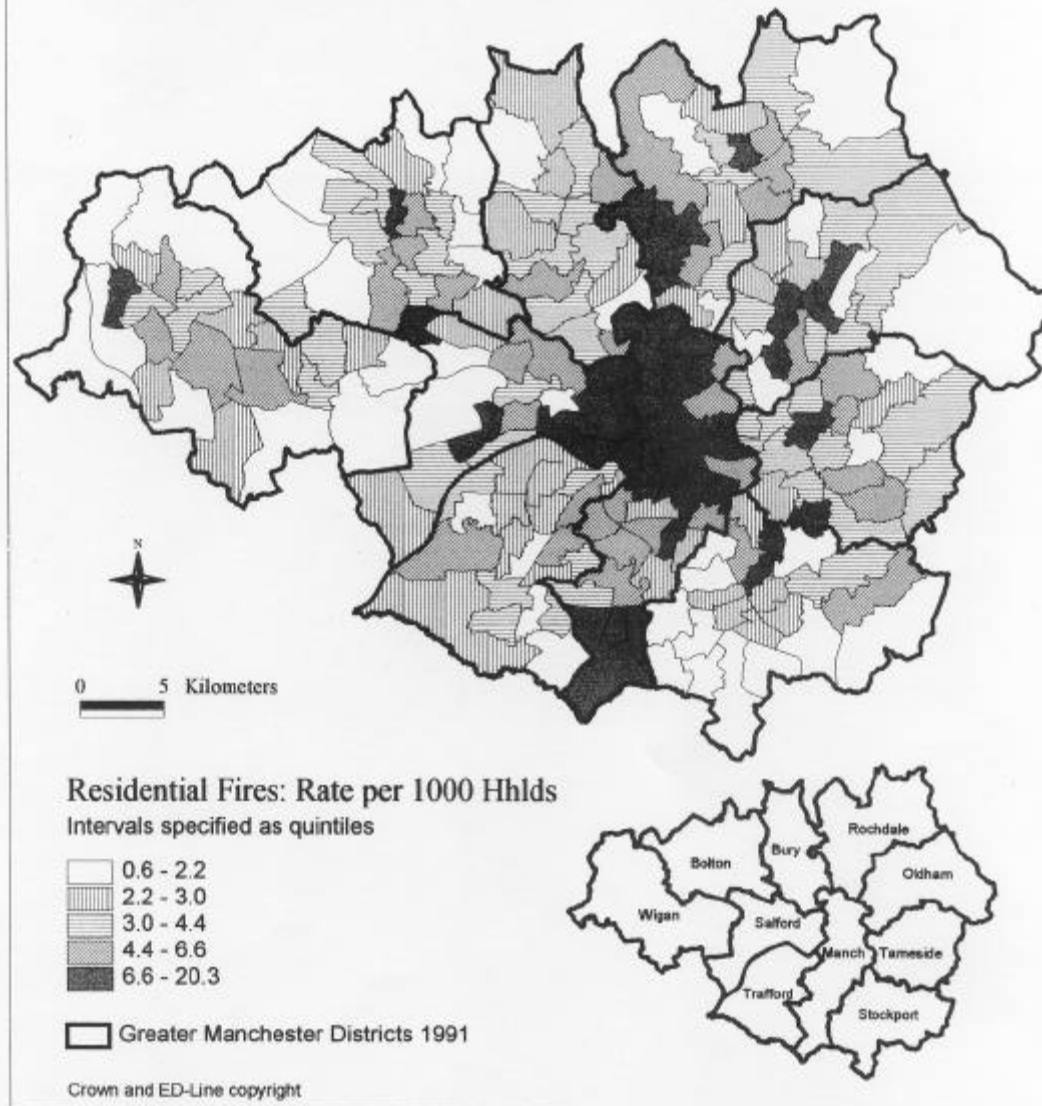 N
0 5 Kilometers
Residential Fires: Rate per 1000 Hhlds
Intervals specified as quintiles
0.6 - 2.2
2.2 - 3.0
3.0 - 4.4
4.4 - 6.6
6.6 - 20.3
Greater Manchester Districts 1991
Crown and ED-Line copyright
Rochdale
Bury
Bolton
Oldham
Wigan
Salford
Manch
Tameside
Trafford
Stockport